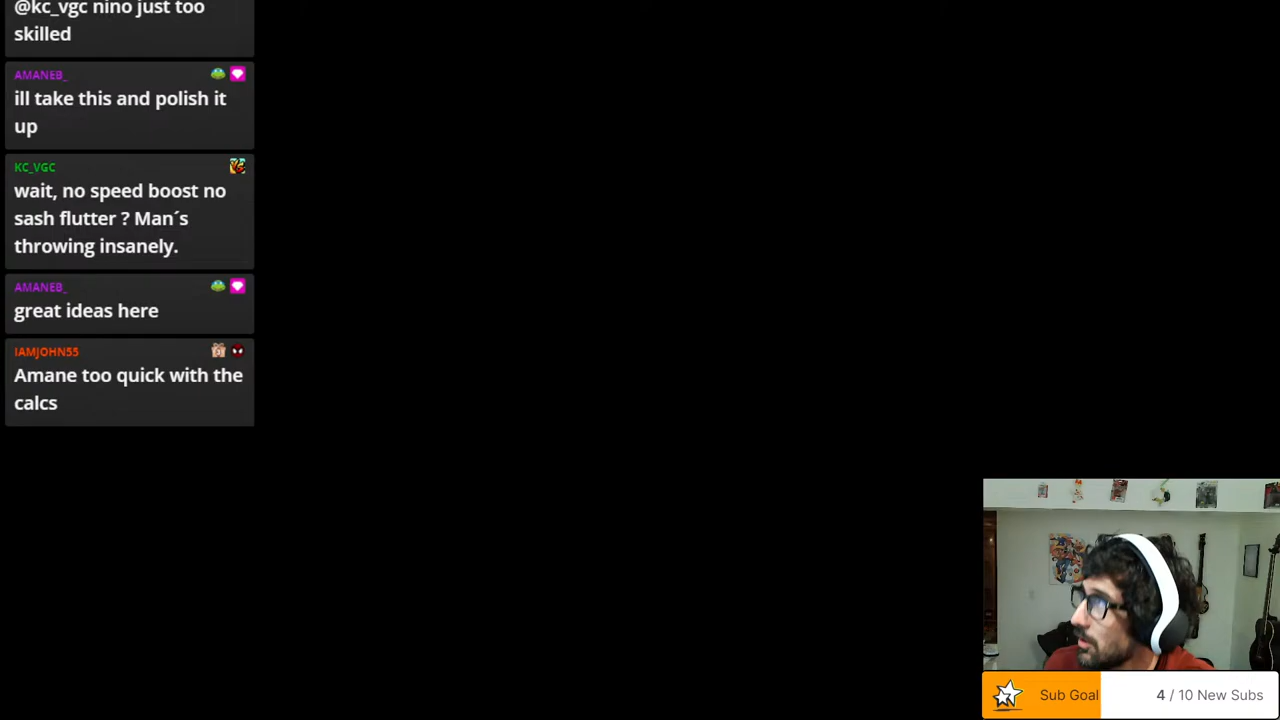 @kc_vgc nino just too
skilled
AMANEB_
ill take this and polish it
up
KC_VGC
wait, no speed boost no
sash flutter ? Man´s
throwing insanely.
AMANEB_
great ideas here
IAMJOHN55
Amane too quick with the
calcs
Sub Goal 4 / 10 New Subs